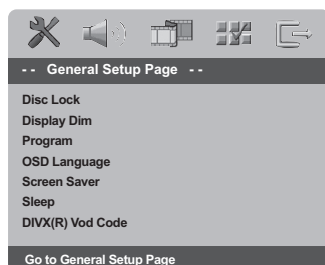 -- General Setup Page --
Disc Lock
Display Dim
Program
OSD Language
Screen Saver
Sleep
DIVX(R) Vod Code
Go to General Setup Page